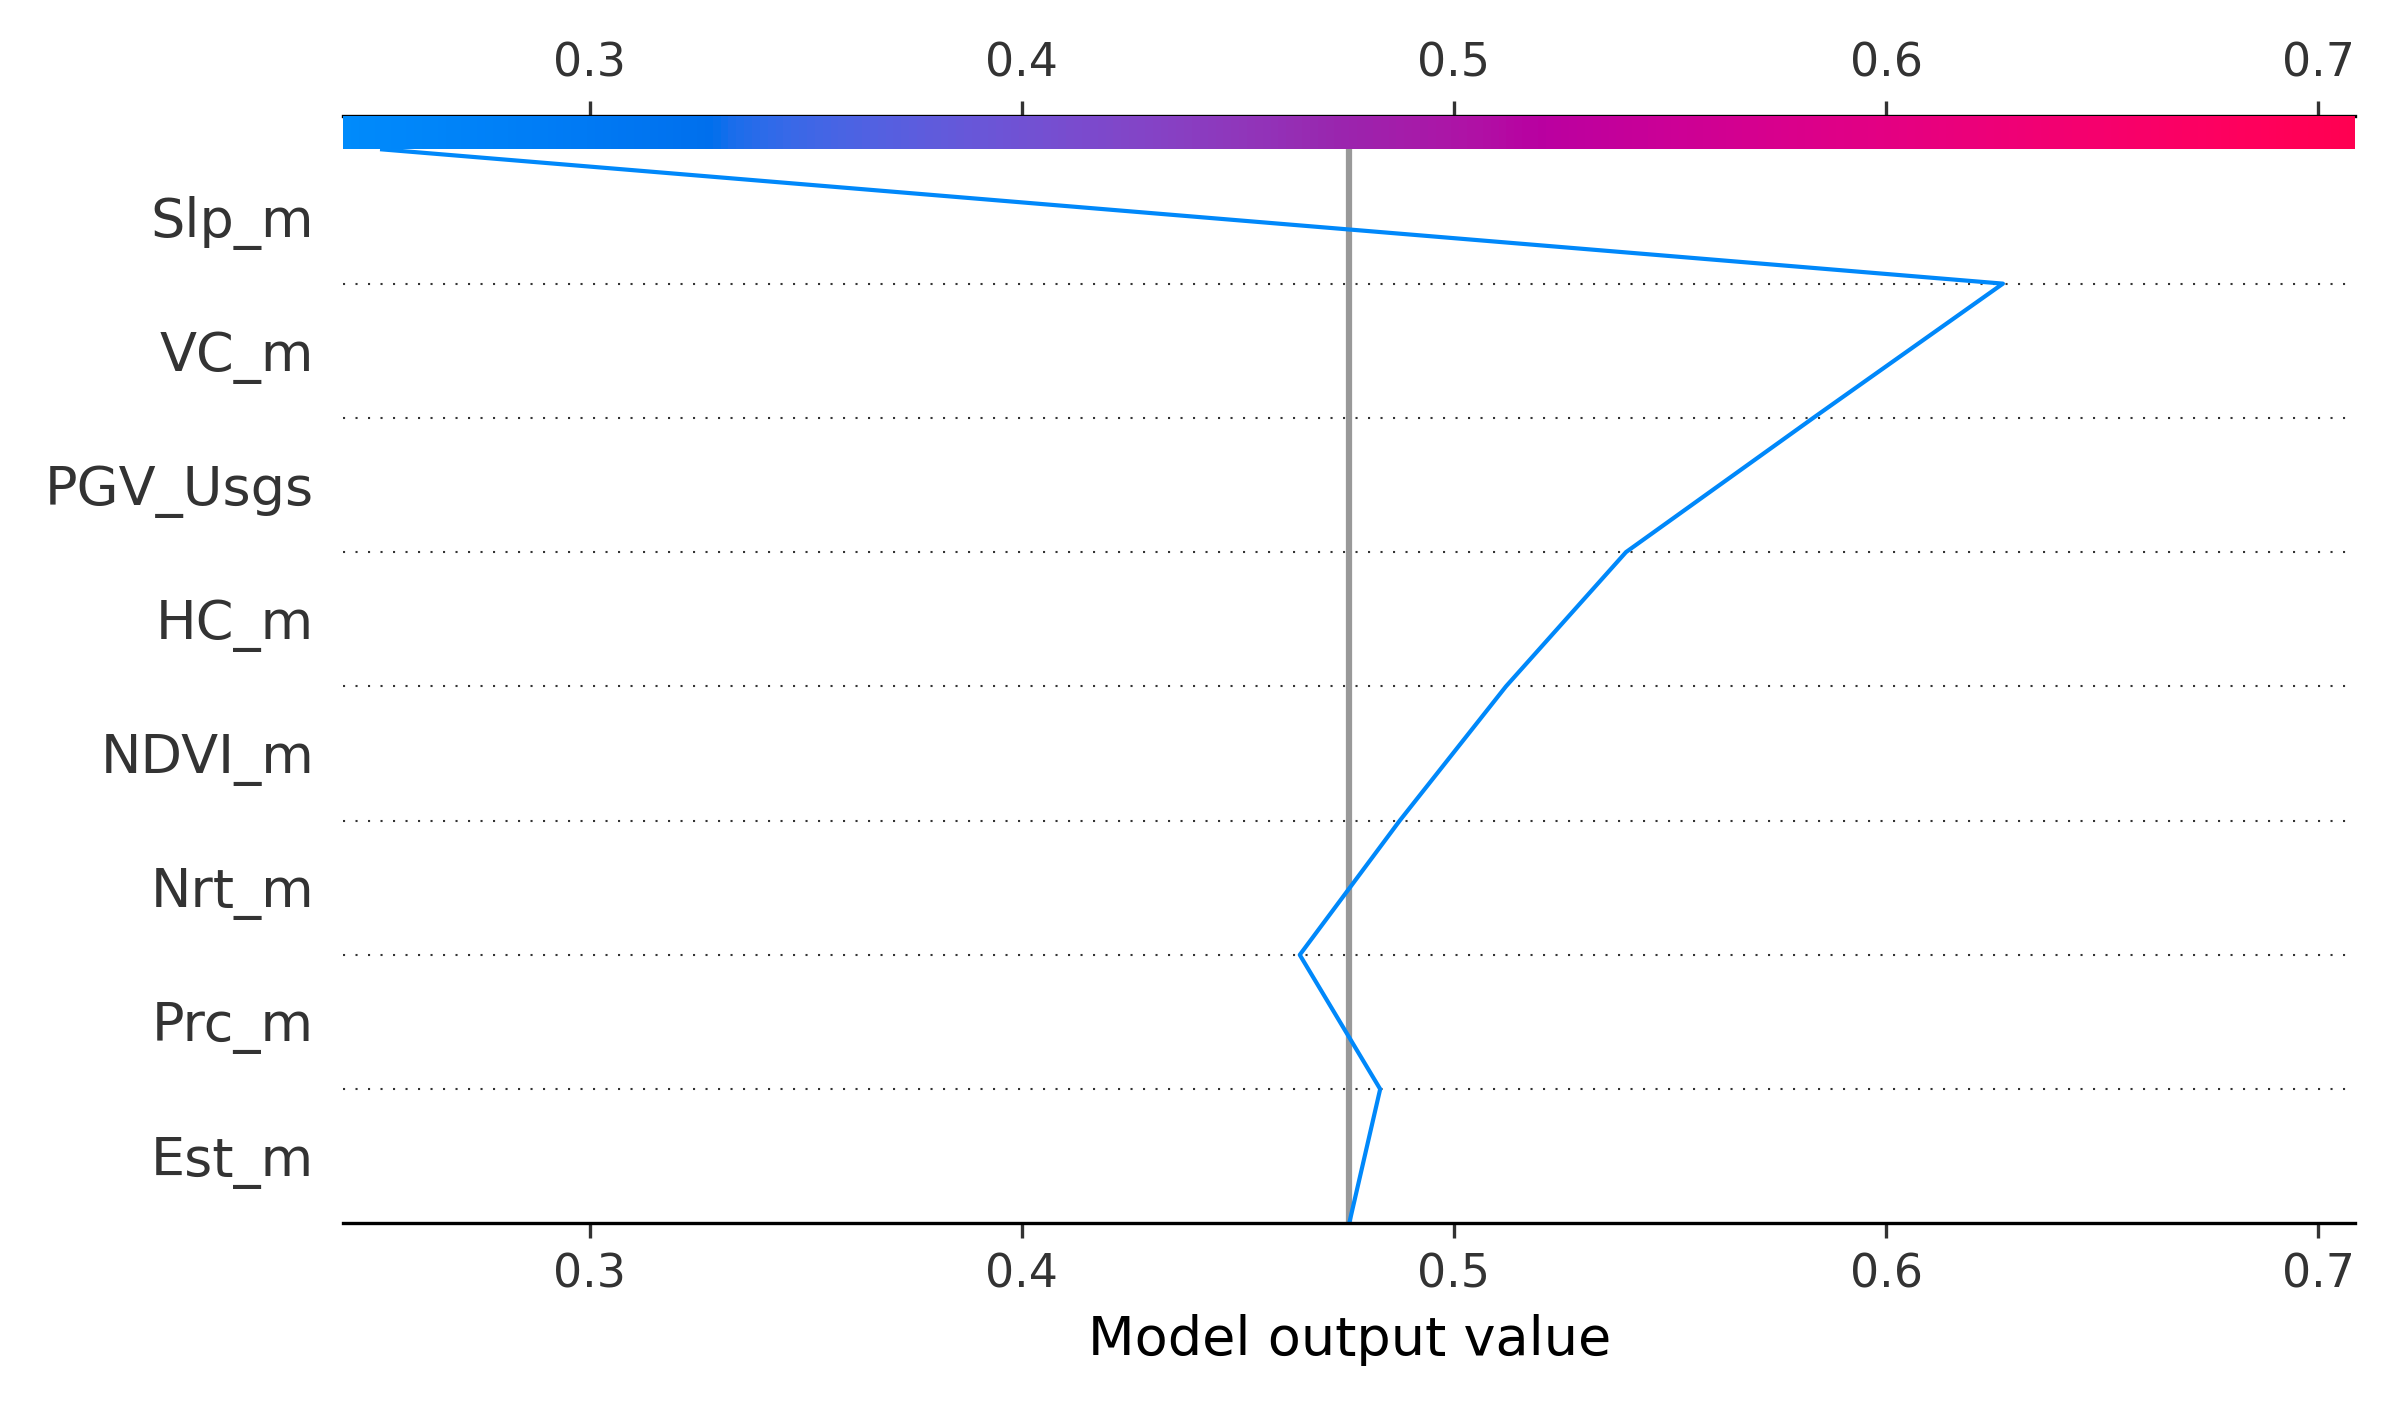 0.3 0.4 0.5 0.6 0.7
Slp_m
VC_m
PGV_Usgs
HC_m
NDVI_m
Nrt_m
Prc_m
Est_m
0.3 0.4 0.5 0.6 0.7
Model output value